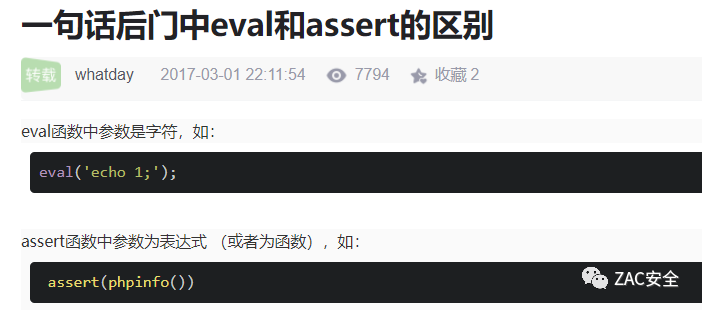 一句话后门中eval和assert的区别
转载 whatday 2017-03-01 22:11:54 7794 收藏 2
eval函数中参数是字符，如：
eval('echo 1;');
assert函数中参数为表达式 （或者为函数），如：
assert(phpinfo())
ZAC安全